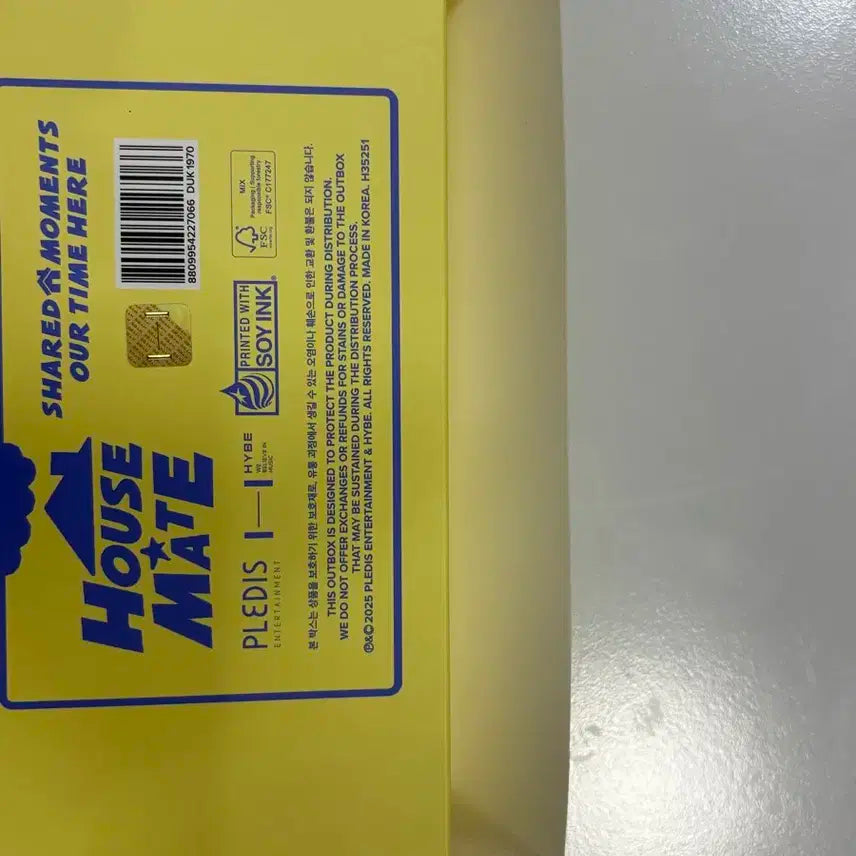 HOUSE
MATE
SHARED MOMENTS
OUR TIME HERE
8809954227066 DUK1970
PLEDIS
ENTERTAINMENT
HYBE
WE
BELIEVE IN
MUSIC
PRINTED WITH
SOY INK
FSC
MIX
Packaging | Supporting
responsible forestry
FSC® C177247
본 박스는 상품을 보호하기 위한 보호재로, 유통 과정에서 생길 수 있는 오염이나 훼손으로 인한 교환 및 환불은 되지 않습니다.
THIS OUTBOX IS DESIGNED TO PROTECT THE PRODUCT DURING DISTRIBUTION.
WE DO NOT OFFER EXCHANGES OR REFUNDS FOR STAINS OR DAMAGE TO THE OUTBOX
THAT MAY BE SUSTAINED DURING THE DISTRIBUTION PROCESS.
℗&© 2025 PLEDIS ENTERTAINMENT & HYBE. ALL RIGHTS RESERVED. MADE IN KOREA. H35251